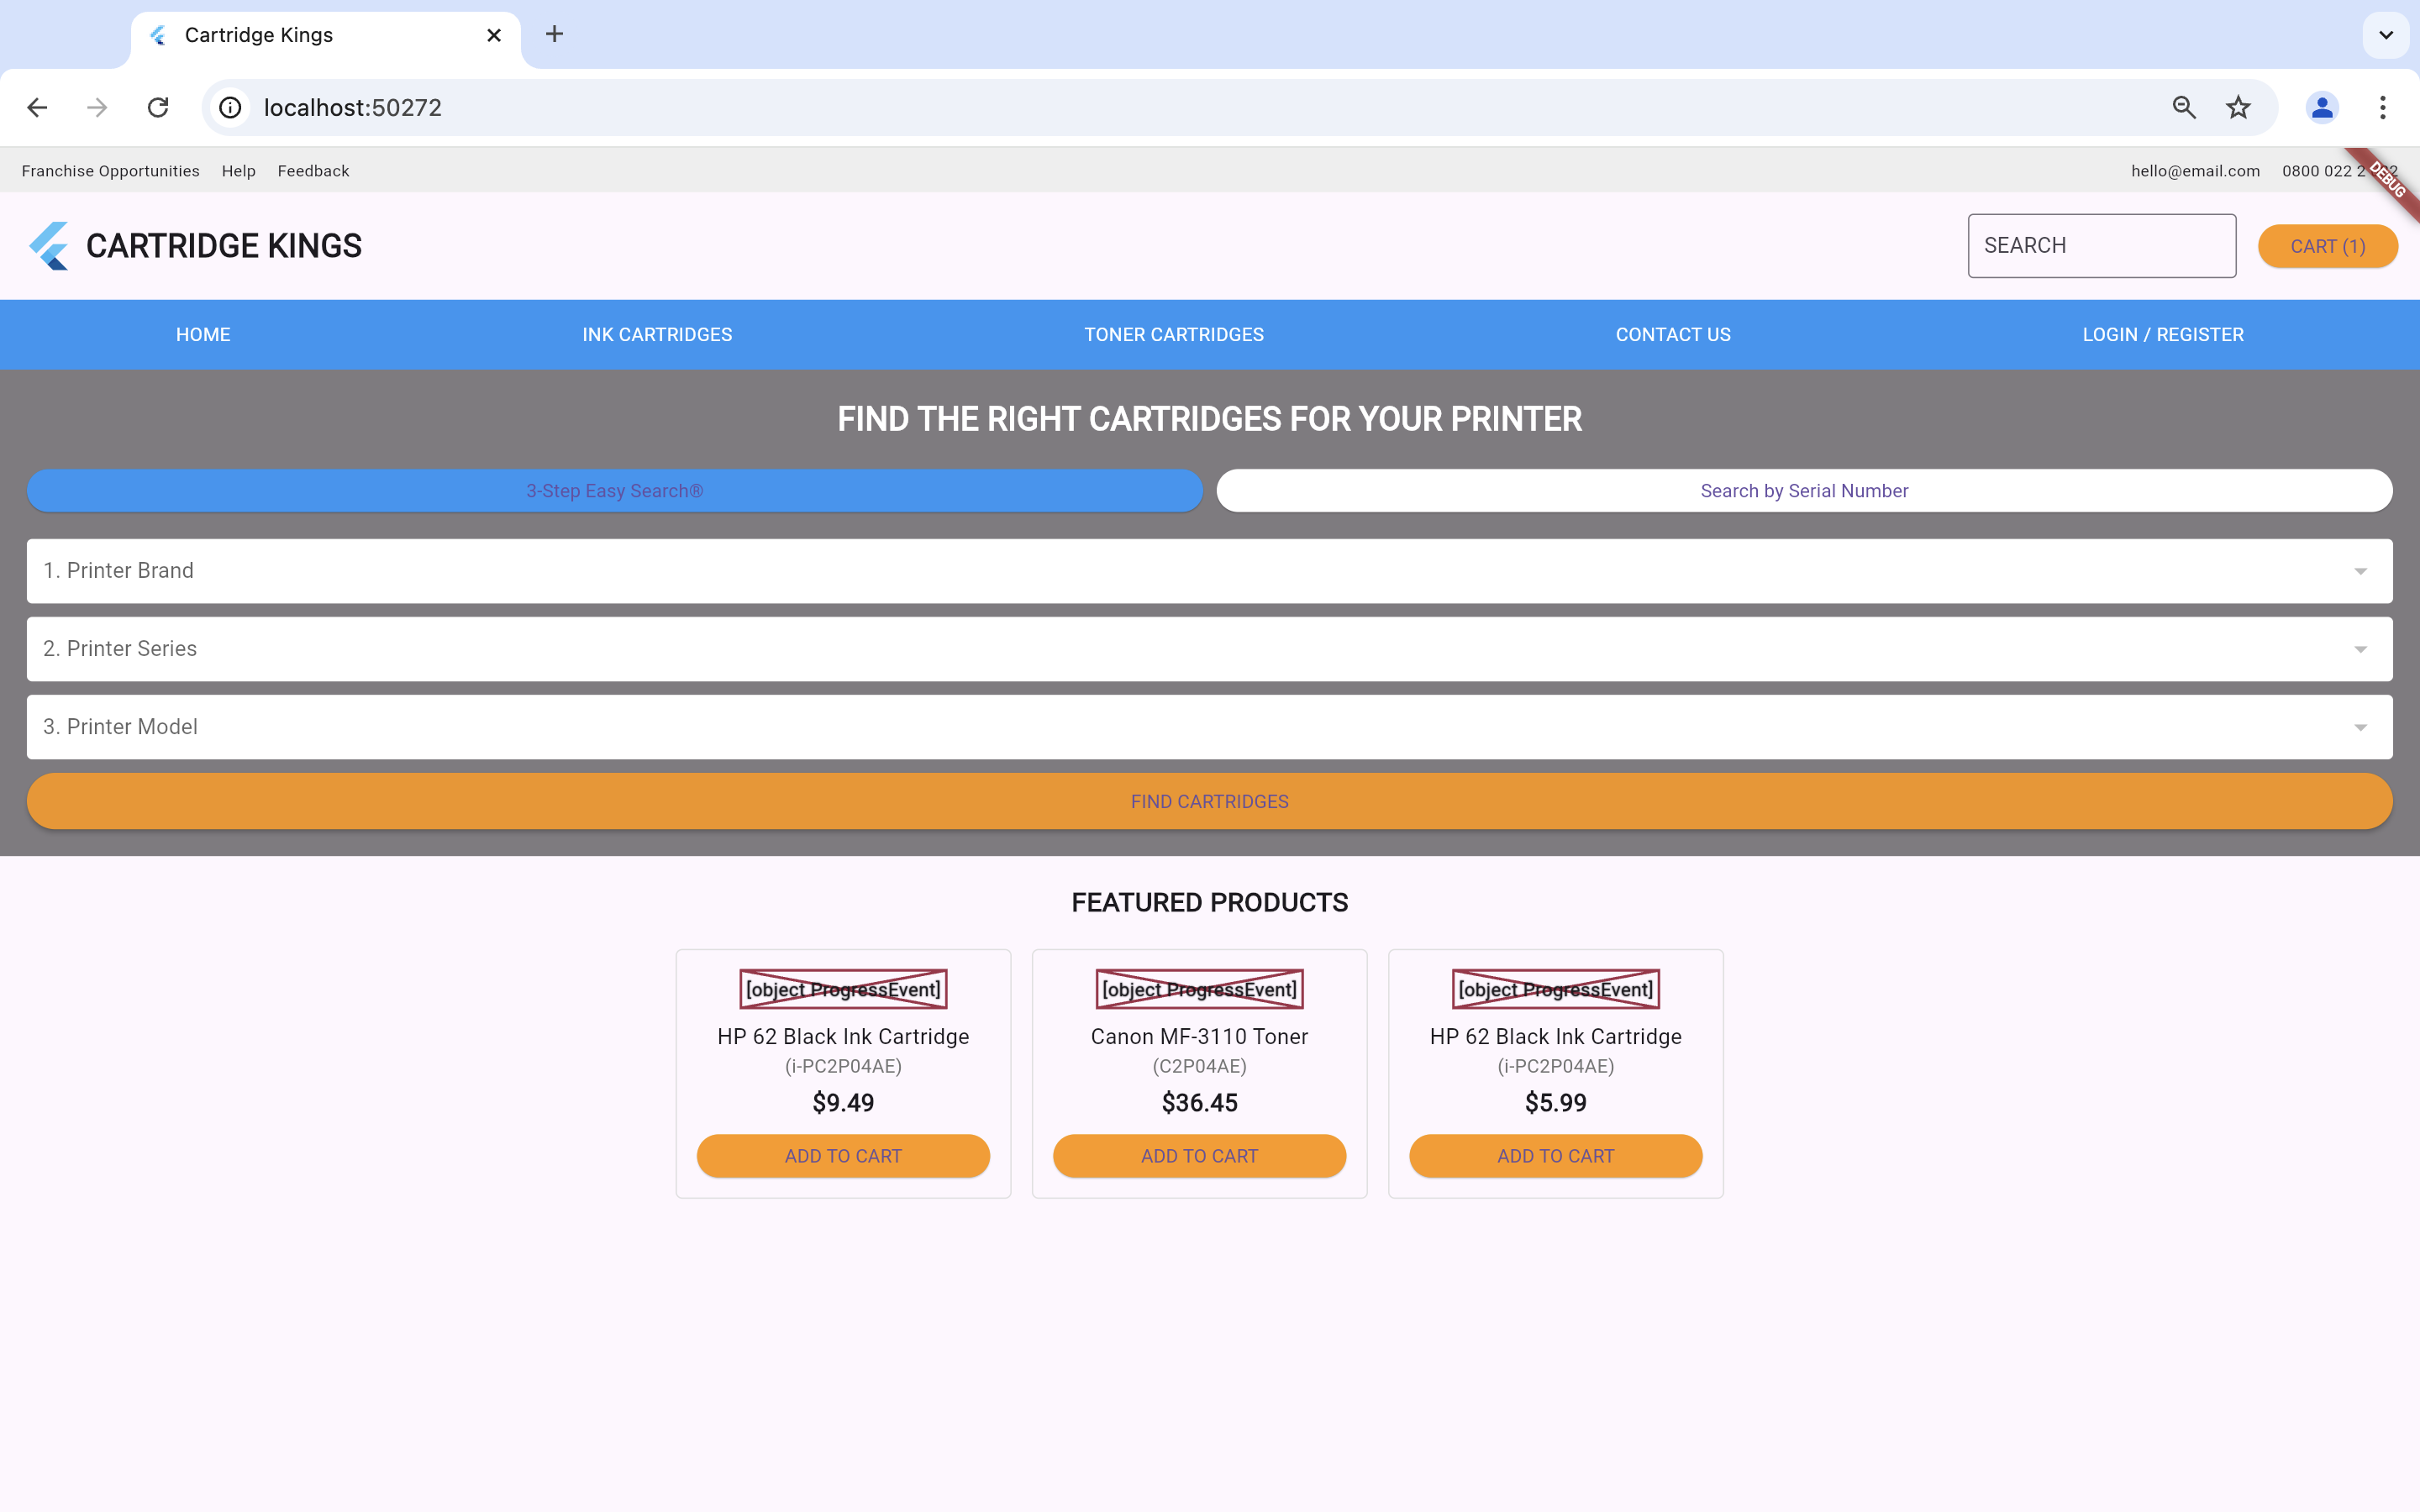 Cartridge Kings
localhost:50272
Franchise Opportunities Help Feedback hello@email.com 0800 022 2
DEBUG
CARTRIDGE KINGS SEARCH CART (1)
HOME INK CARTRIDGES TONER CARTRIDGES CONTACT US LOGIN / REGISTER
FIND THE RIGHT CARTRIDGES FOR YOUR PRINTER
3-Step Easy Search® Search by Serial Number
1. Printer Brand
2. Printer Series
3. Printer Model
FIND CARTRIDGES
FEATURED PRODUCTS
[object ProgressEvent] [object ProgressEvent] [object ProgressEvent]
HP 62 Black Ink Cartridge Canon MF-3110 Toner HP 62 Black Ink Cartridge
(i-PC2P04AE) (C2P04AE) (i-PC2P04AE)
$9.49 $36.45 $5.99
ADD TO CART ADD TO CART ADD TO CART